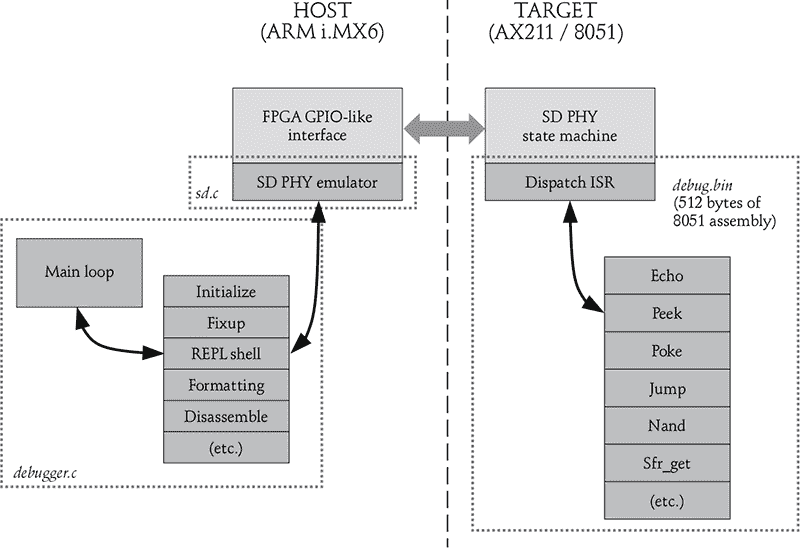 HOST
(ARM i.MX6)
TARGET
(AX211 / 8051)
FPGA GPIO-like
interface
SD PHY
state machine
sd.c
SD PHY emulator
Dispatch ISR
debug.bin
(512 bytes of
8051 assembly)
Main loop
Initialize
Fixup
REPL shell
Formatting
Disassemble
(etc.)
debugger.c
Echo
Peek
Poke
Jump
Nand
Sfr_get
(etc.)